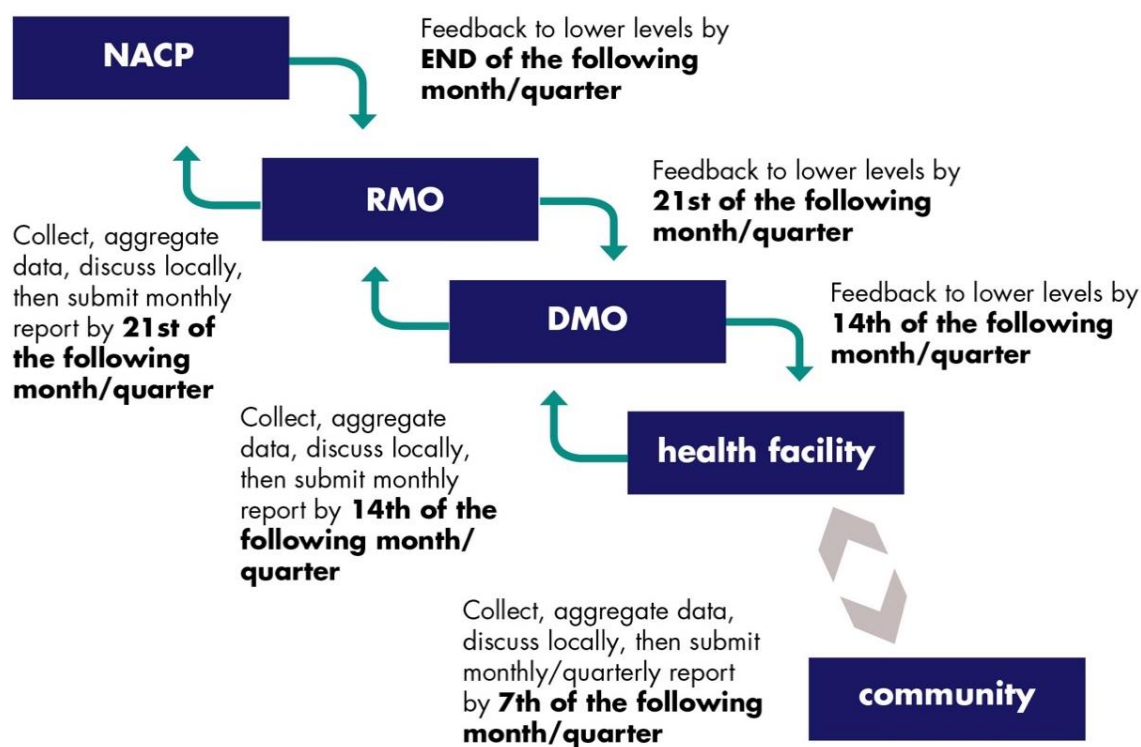 NACP
Feedback to lower levels by
END of the following
month/quarter
RMO
Feedback to lower levels by
21st of the following
month/quarter
Collect, aggregate
data, discuss locally,
then submit monthly
report by 21st of
the following
month/quarter
DMO
Feedback to lower levels by
14th of the following
month/quarter
Collect, aggregate
data, discuss locally,
then submit monthly
report by 14th of the
following month/
quarter
health facility
Collect, aggregate data,
discuss locally, then submit
monthly/quarterly report
by 7th of the following
month/quarter
community